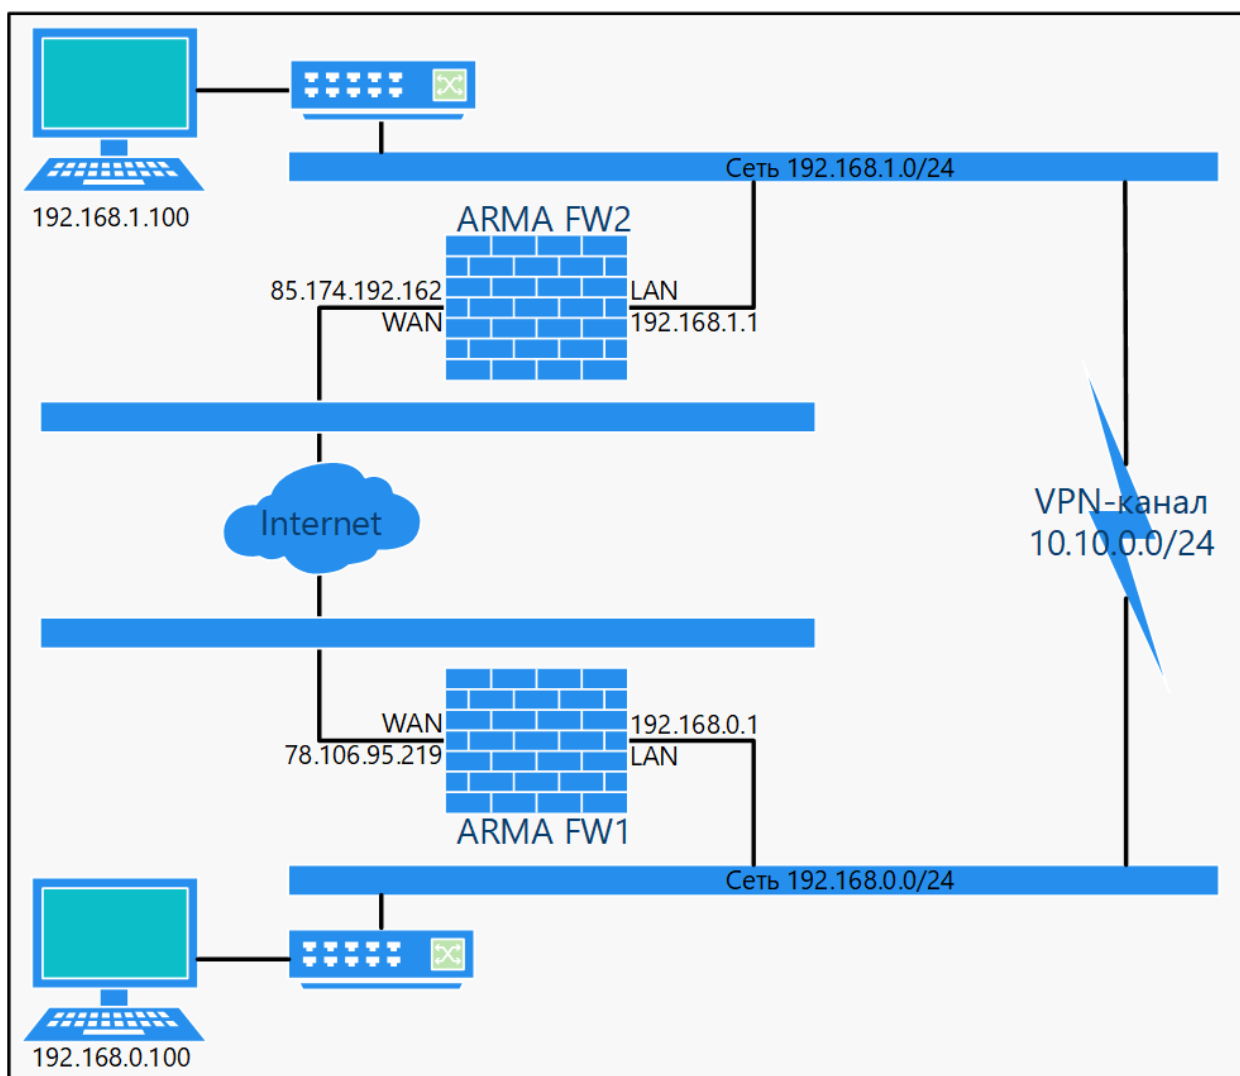 Сеть 192.168.1.0/24
192.168.1.100
ARMA FW2
85.174.192.162
WAN
LAN
192.168.1.1
Internet
VPN-канал
10.10.0.0/24
WAN
78.106.95.219
192.168.0.1
LAN
ARMA FW1
Сеть 192.168.0.0/24
192.168.0.100